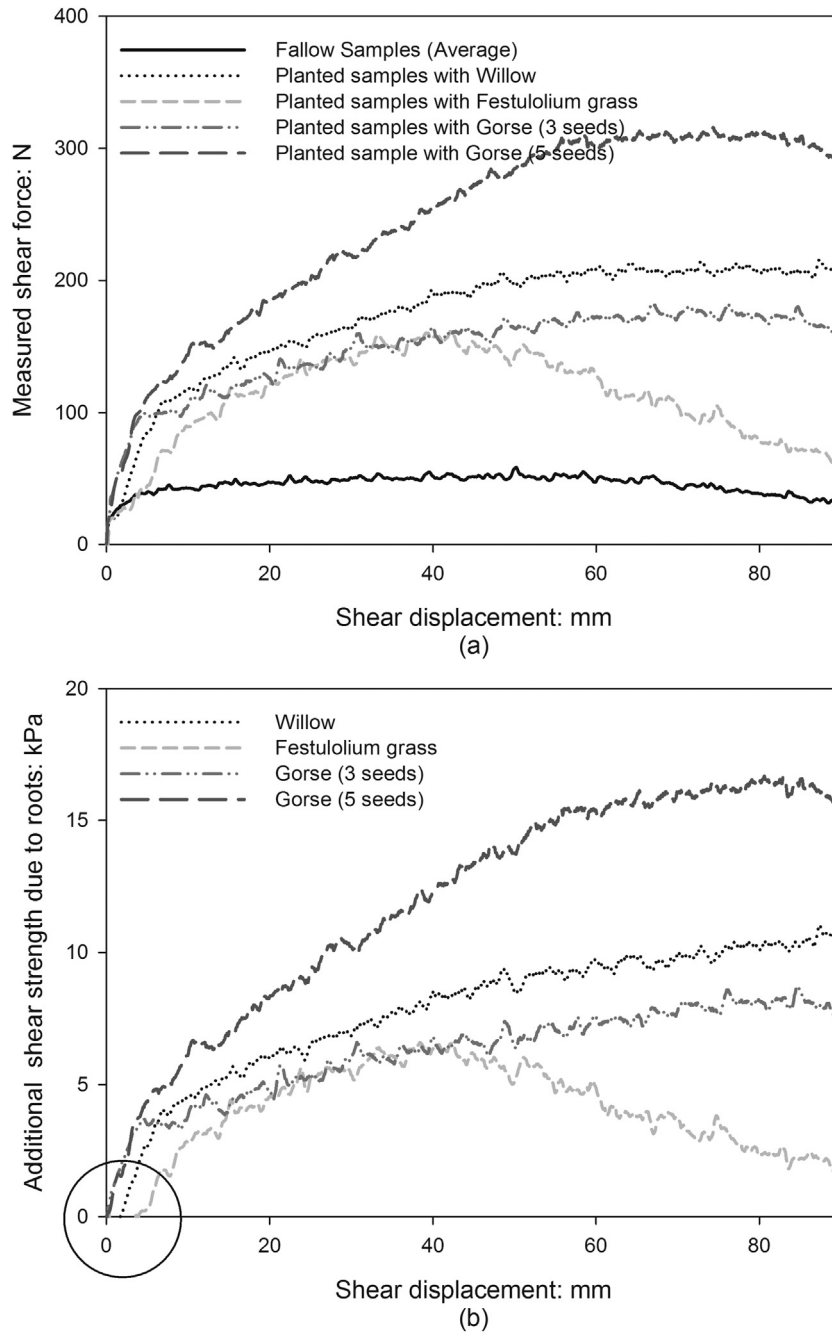 400
300
200
100
0
Measured shear force: N
Fallow Samples (Average)
Planted samples with Willow
Planted samples with Festulolium grass
Planted samples with Gorse (3 seeds)
Planted sample with Gorse (5 seeds)
0 20 40 60 80
Shear displacement: mm
(a)
20
15
10
5
0
Additional shear strength due to roots: kPa
Willow
Festulolium grass
Gorse (3 seeds)
Gorse (5 seeds)
0 20 40 60 80
Shear displacement: mm
(b)